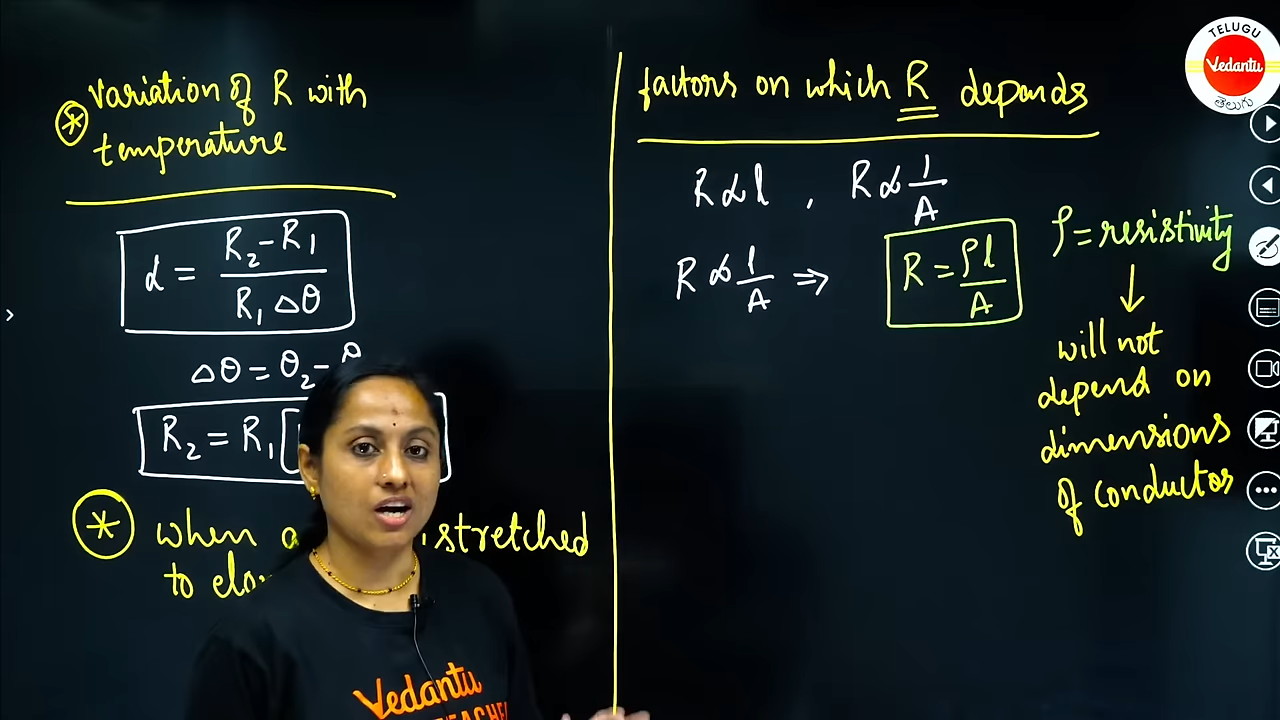 * variation of R with
temperature
α = R₂ - R₁ / R₁ Δθ
Δθ = θ₂ -
R₂ = R₁ [
* when a stretched
to
factors on which R depends
R α l , R α 1/A
R α l/A ⇒ R = ρl/A
ρ = resistivity
↓
will not
depend on
dimensions
of conductor
TELUGU
Vedantu
తెలుగు
Vedantu